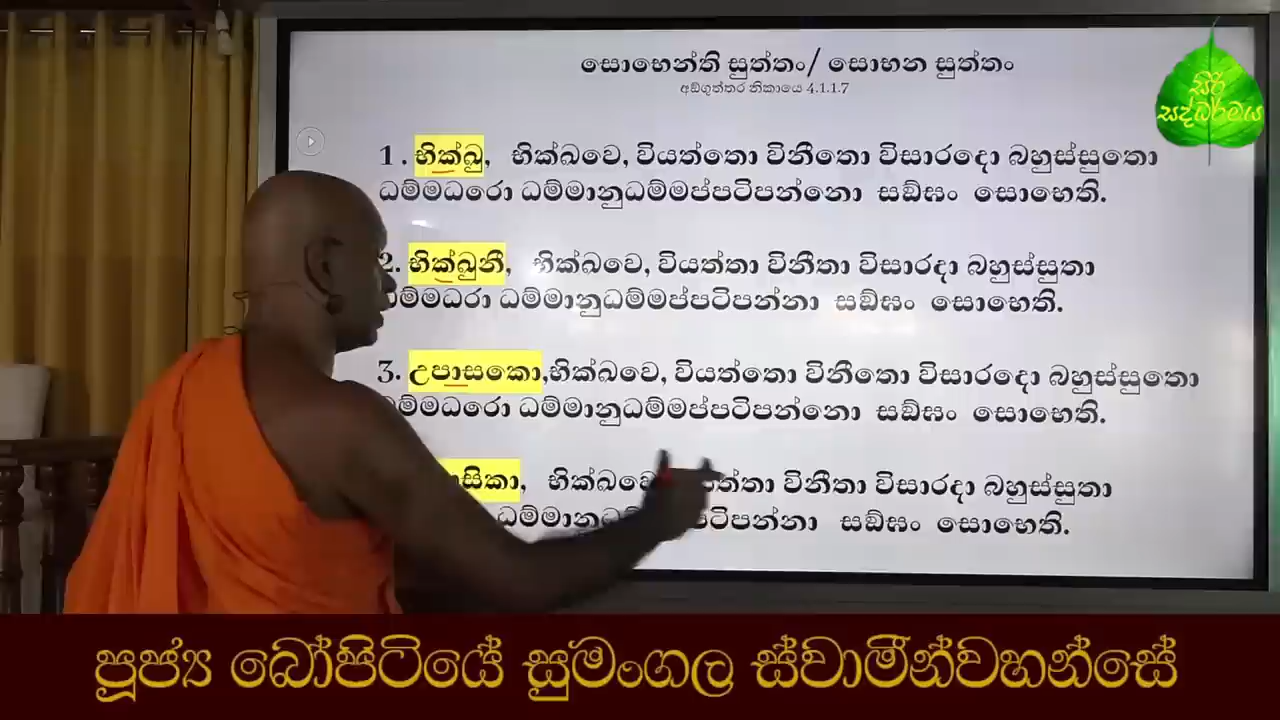 සොභෙන්ති සුත්තං/ සොභන සුත්තං
අඞ්ගුත්තර නිකායෙ 4.1.1.7
සිරි
සද්ධර්මය
1 . භික්ඛු, භික්ඛවෙ, වියත්තො විනීතො විසාරදො බහුස්සුතො
ධම්මධරො ධම්මානුධම්මප්පටිපන්නො සඞ්ඝං සොභෙති.
2. භික්ඛුනී, භික්ඛවෙ, වියත්තා විනීතා විසාරදා බහුස්සුතා
ධම්මධරා ධම්මානුධම්මප්පටිපන්නා සඞ්ඝං සොභෙති.
3. උපාසකො,භික්ඛවෙ, වියත්තො විනීතො විසාරදො බහුස්සුතො
ධම්මධරො ධම්මානුධම්මප්පටිපන්නො සඞ්ඝං සොභෙති.
භික්ඛවෙ විනීතා විසාරදා බහුස්සුතා
සඞ්ඝං සොභෙති.
පූජ්‍ය බෝපිටියේ සුමංගල ස්වාමීන්වහන්සේ